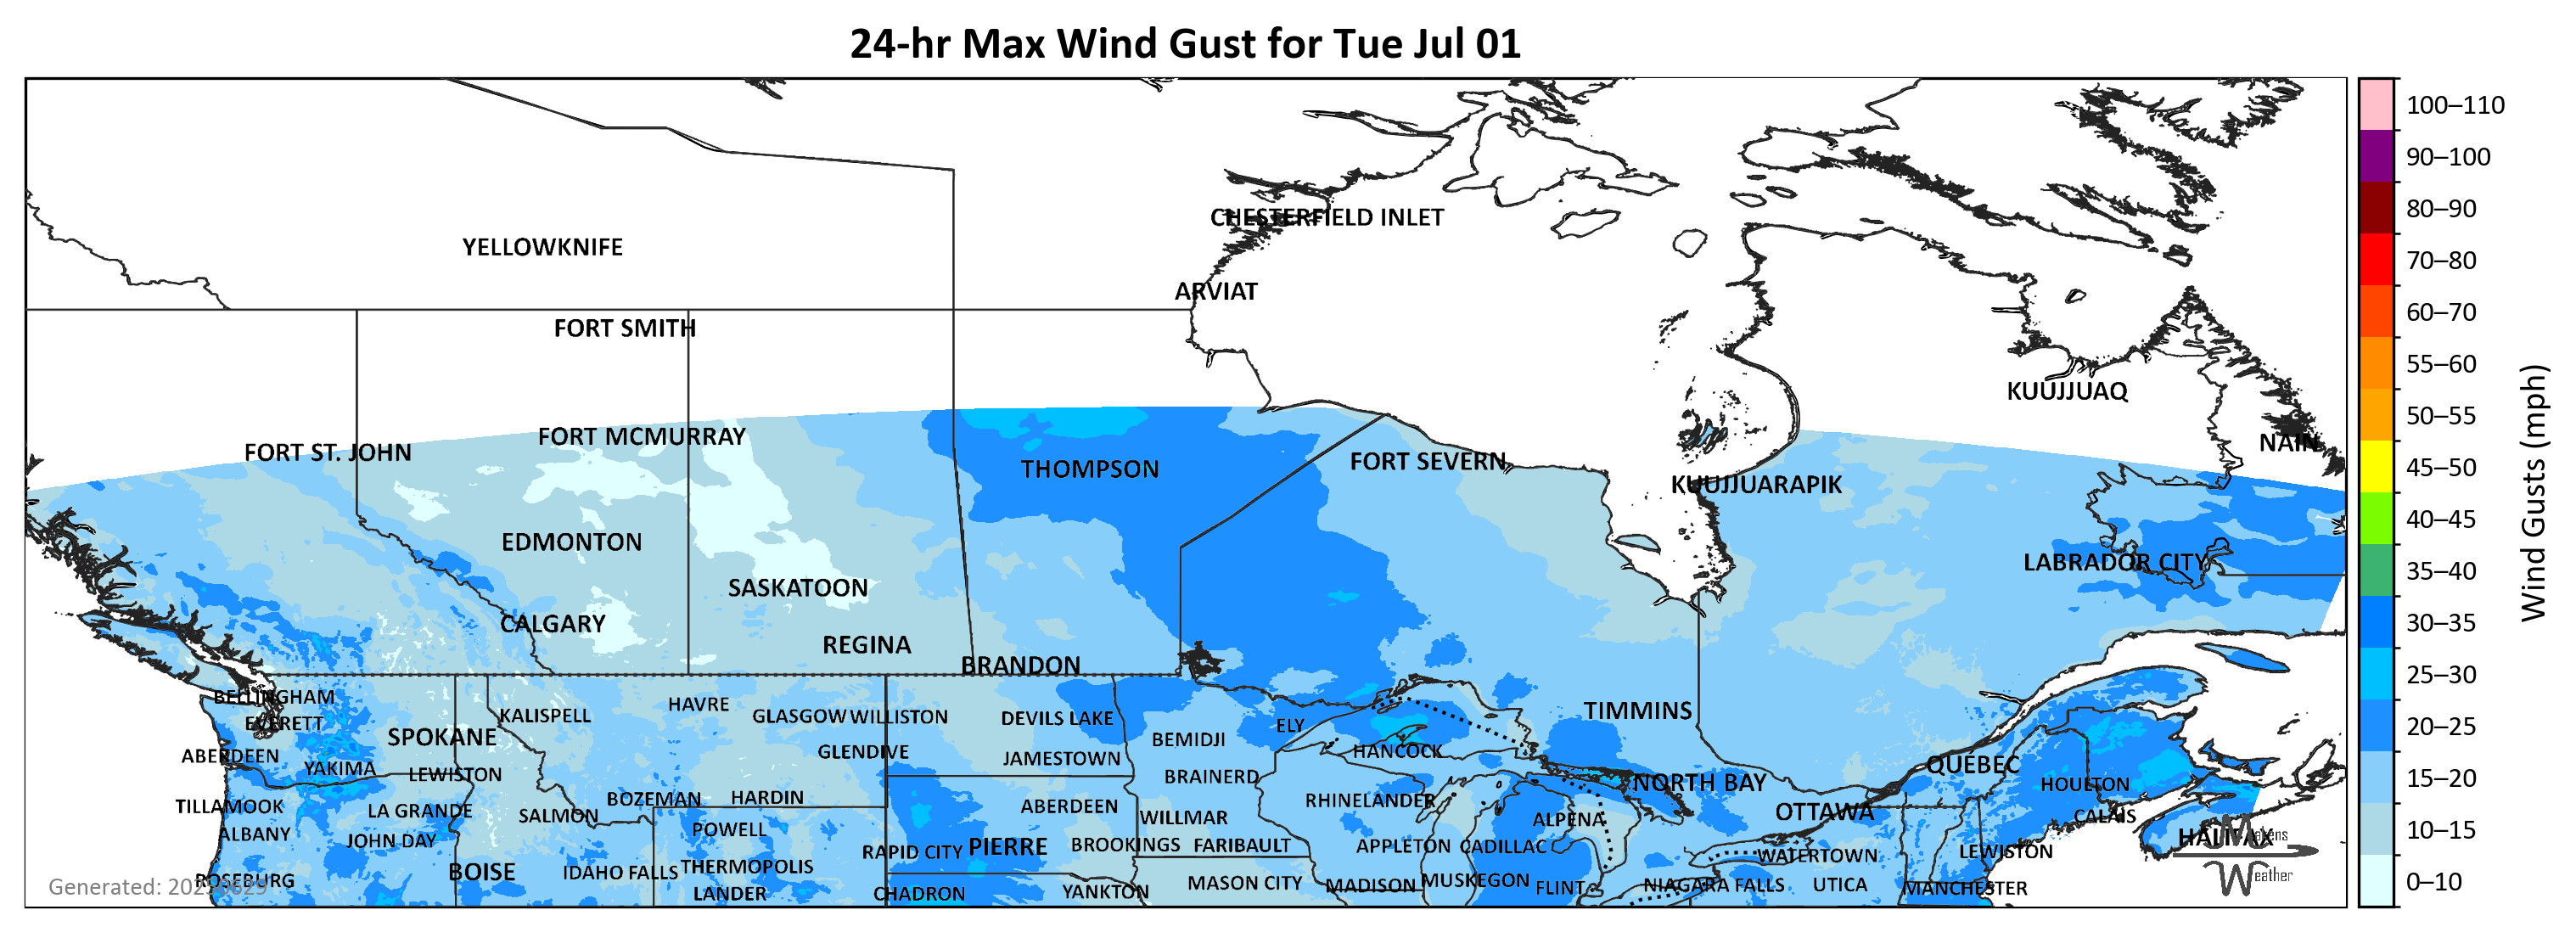 24-hr Max Wind Gust for Tue Jul 01
CHESTERFIELD INLET
YELLOWKNIFE
ARVIAT
FORT SMITH
KUUJJUAQ
FORT MCMURRAY
NAIN
FORT ST. JOHN
FORT SEVERN
THOMPSON
KUUJJUARAPIK
EDMONTON
LABRADOR CITY
SASKATOON
CALGARY
REGINA
BRANDON
BELLINGHAM
HAVRE
TIMMINS
KALISPELL
GLASGOW
WILLISTON
DEVILS LAKE
EVERETT
ELY
SPOKANE
BEMIDJI
ABERDEEN
GLENDIVE
HANCOCK
JAMESTOWN
QUÉBEC
YAKIMA
LEWISTON
BRAINERD
NORTH BAY
HOULTON
BOZEMAN
HARDIN
RHINELANDER
TILLAMOOK
LA GRANDE
ABERDEEN
SALMON
OTTAWA
WILLMAR
CALAIS
ALPENA
ALBANY
POWELL
HALIFAX
JOHN DAY
PIERRE
BROOKINGS
FARIBAULT
APPLETON
CADILLAC
RAPID CITY
LEWISTON
WATERTOWN
THERMOPOLIS
BOISE
IDAHO FALLS
ROSEBURG
MUSKEGON
MASON CITY
MADISON
FLINT
NIAGARA FALLS
UTICA
MANCHESTER
LANDER
CHADRON
YANKTON
Makens
Weather
100–110
90–100
80–90
70–80
60–70
55–60
50–55
45–50
40–45
35–40
30–35
25–30
20–25
15–20
10–15
0–10
Wind Gusts (mph)
Generated: 20250629